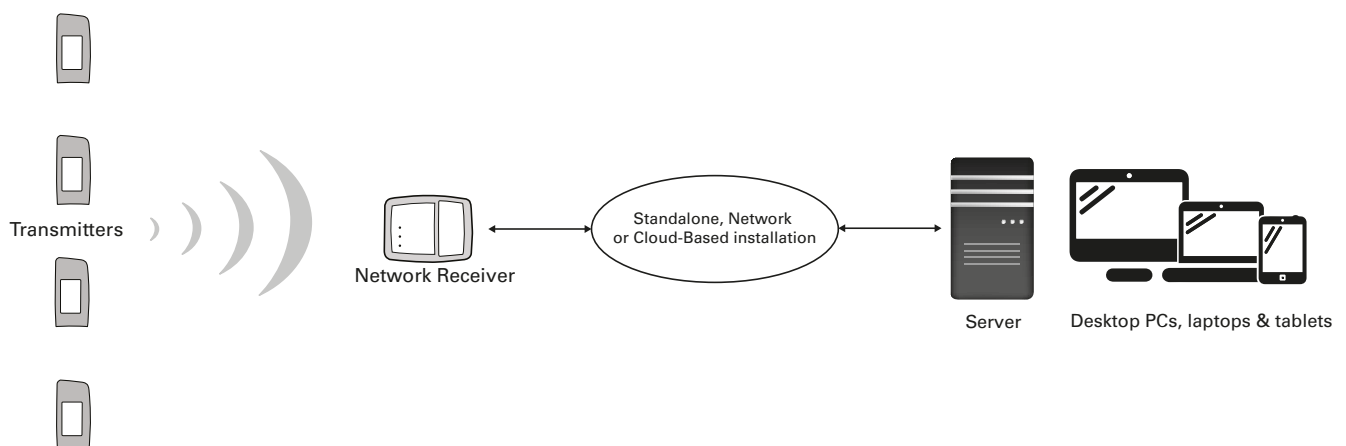 Transmitters
Network Receiver
Standalone, Network
or Cloud-Based installation
Server
Desktop PCs, laptops & tablets